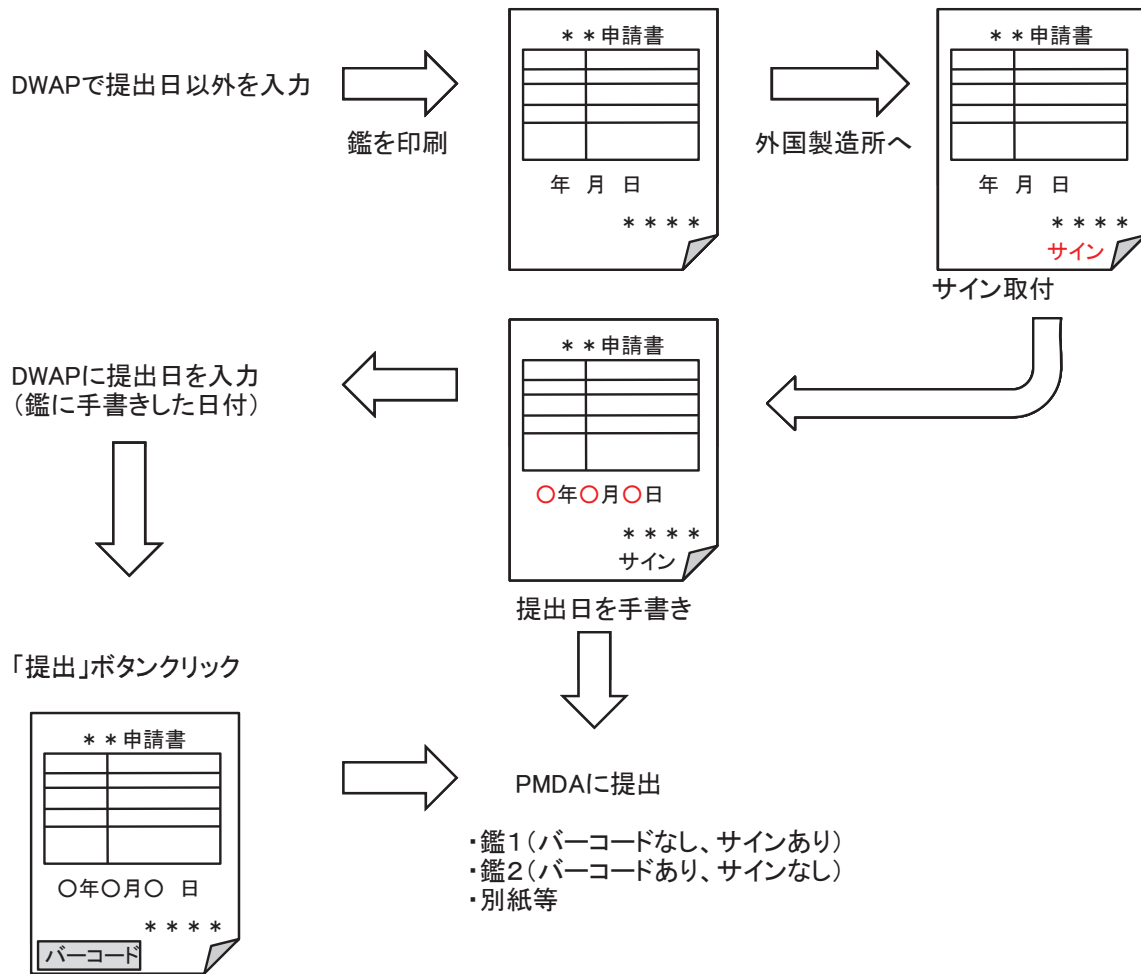 DWAPで提出日以外を入力
鑑を印刷
＊＊申請書
年 月 日
＊＊＊＊
外国製造所へ
＊＊申請書
年 月 日
＊＊＊＊
サイン
サイン取付
＊＊申請書
○年○月○日
＊＊＊＊
サイン
提出日を手書き
DWAPに提出日を入力
（鑑に手書きした日付）
「提出」ボタンクリック
＊＊申請書
○年○月○ 日
＊＊＊＊
バーコード
PMDAに提出
・鑑１（バーコードなし、サインあり）
・鑑２（バーコードあり、サインなし）
・別紙等